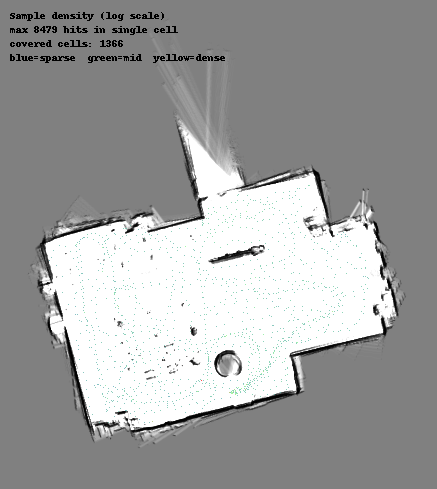 Sample density (log scale)
max 8479 hits in single cell
covered cells: 1366
blue=sparse  green=mid  yellow=dense